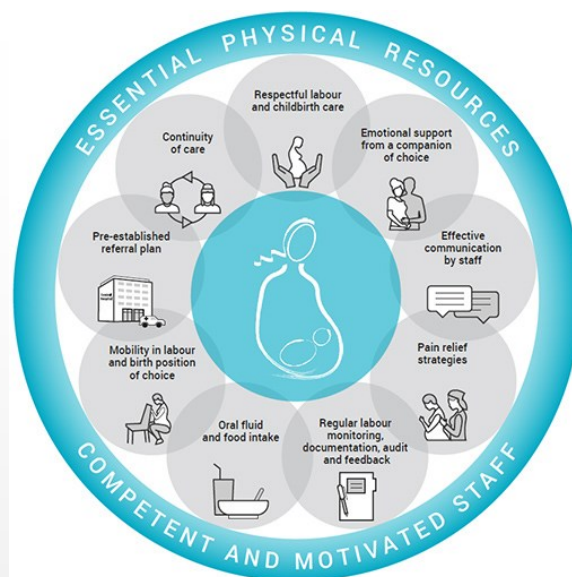 ESSENTIAL PHYSICAL RESOURCES
Respectful labour
and childbirth care
Emotional support
from a companion
of choice
Effective
communication
by staff
Pain relief
strategies
Regular labour
monitoring,
documentation, audit
and feedback
Oral fluid
and food intake
Mobility in labour
and birth position
of choice
Pre-established
referral plan
Continuity
of care
COMPETENT AND MOTIVATED STAFF